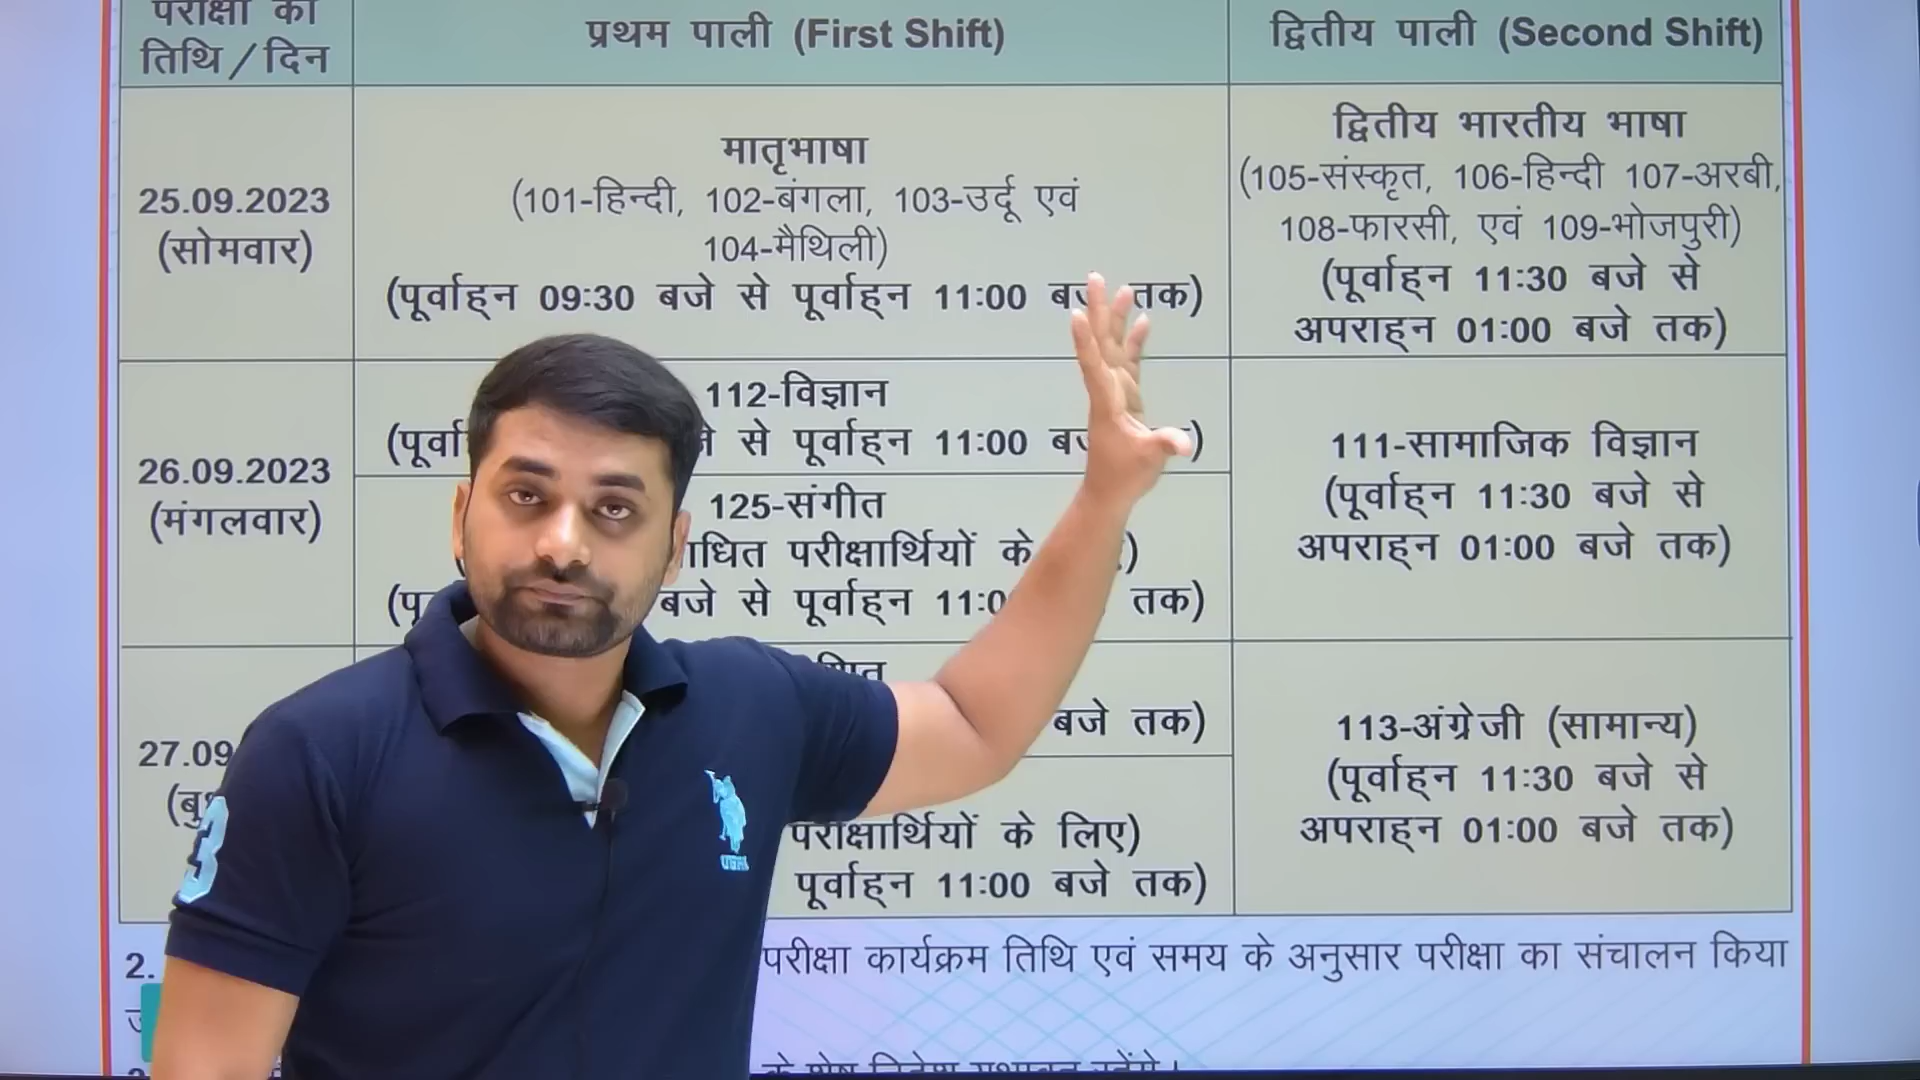 परीक्षा की
तिथि / दिन
प्रथम पाली (First Shift)
द्वितीय पाली (Second Shift)
25.09.2023
(सोमवार)
मातृभाषा
(101-हिन्दी, 102-बंगला, 103-उर्दू एवं
104-मैथिली)
(पूर्वाह्न 09:30 बजे से पूर्वाह्न 11:00 तक)
द्वितीय भारतीय भाषा
(105-संस्कृत, 106-हिन्दी 107-अरबी,
108-फारसी, एवं 109-भोजपुरी)
(पूर्वाह्न 11:30 बजे से
अपराह्न 01:00 बजे तक)
26.09.2023
(मंगलवार)
112-विज्ञान
से पूर्वाह्न 11:00
125-संगीत
परीक्षार्थियों के
बजे से पूर्वाह्न तक)
111-सामाजिक विज्ञान
(पूर्वाह्न 11:30 बजे से
अपराह्न 01:00 बजे तक)
27.09
बजे तक)
परीक्षार्थियों के लिए)
पूर्वाह्न 11:00 बजे तक)
113-अंग्रेजी (सामान्य)
(पूर्वाह्न 11:30 बजे से
अपराह्न 01:00 बजे तक)
2.
परीक्षा कार्यक्रम तिथि एवं समय के अनुसार परीक्षा का संचालन किया
3
USPA